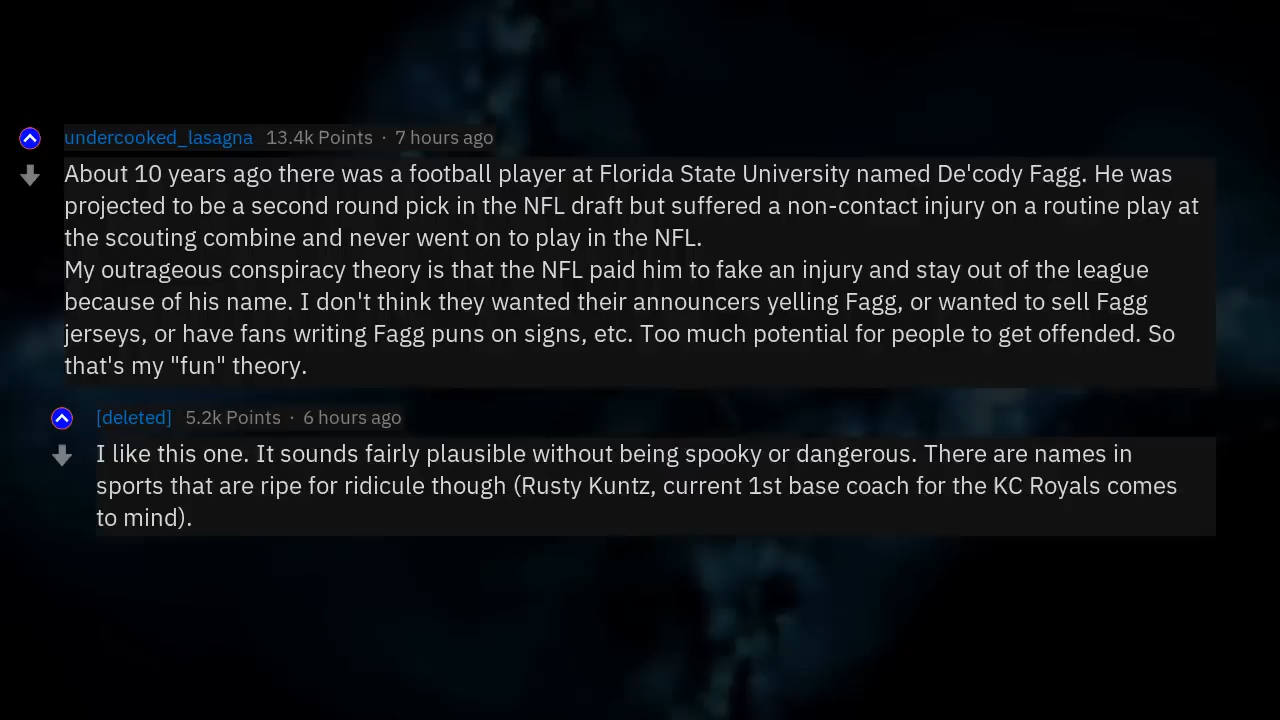 undercooked_lasagna 13.4k Points · 7 hours ago
About 10 years ago there was a football player at Florida State University named De'cody Fagg. He was
projected to be a second round pick in the NFL draft but suffered a non-contact injury on a routine play at
the scouting combine and never went on to play in the NFL.
My outrageous conspiracy theory is that the NFL paid him to fake an injury and stay out of the league
because of his name. I don't think they wanted their announcers yelling Fagg, or wanted to sell Fagg
jerseys, or have fans writing Fagg puns on signs, etc. Too much potential for people to get offended. So
that's my "fun" theory.
[deleted] 5.2k Points · 6 hours ago
I like this one. It sounds fairly plausible without being spooky or dangerous. There are names in
sports that are ripe for ridicule though (Rusty Kuntz, current 1st base coach for the KC Royals comes
to mind).